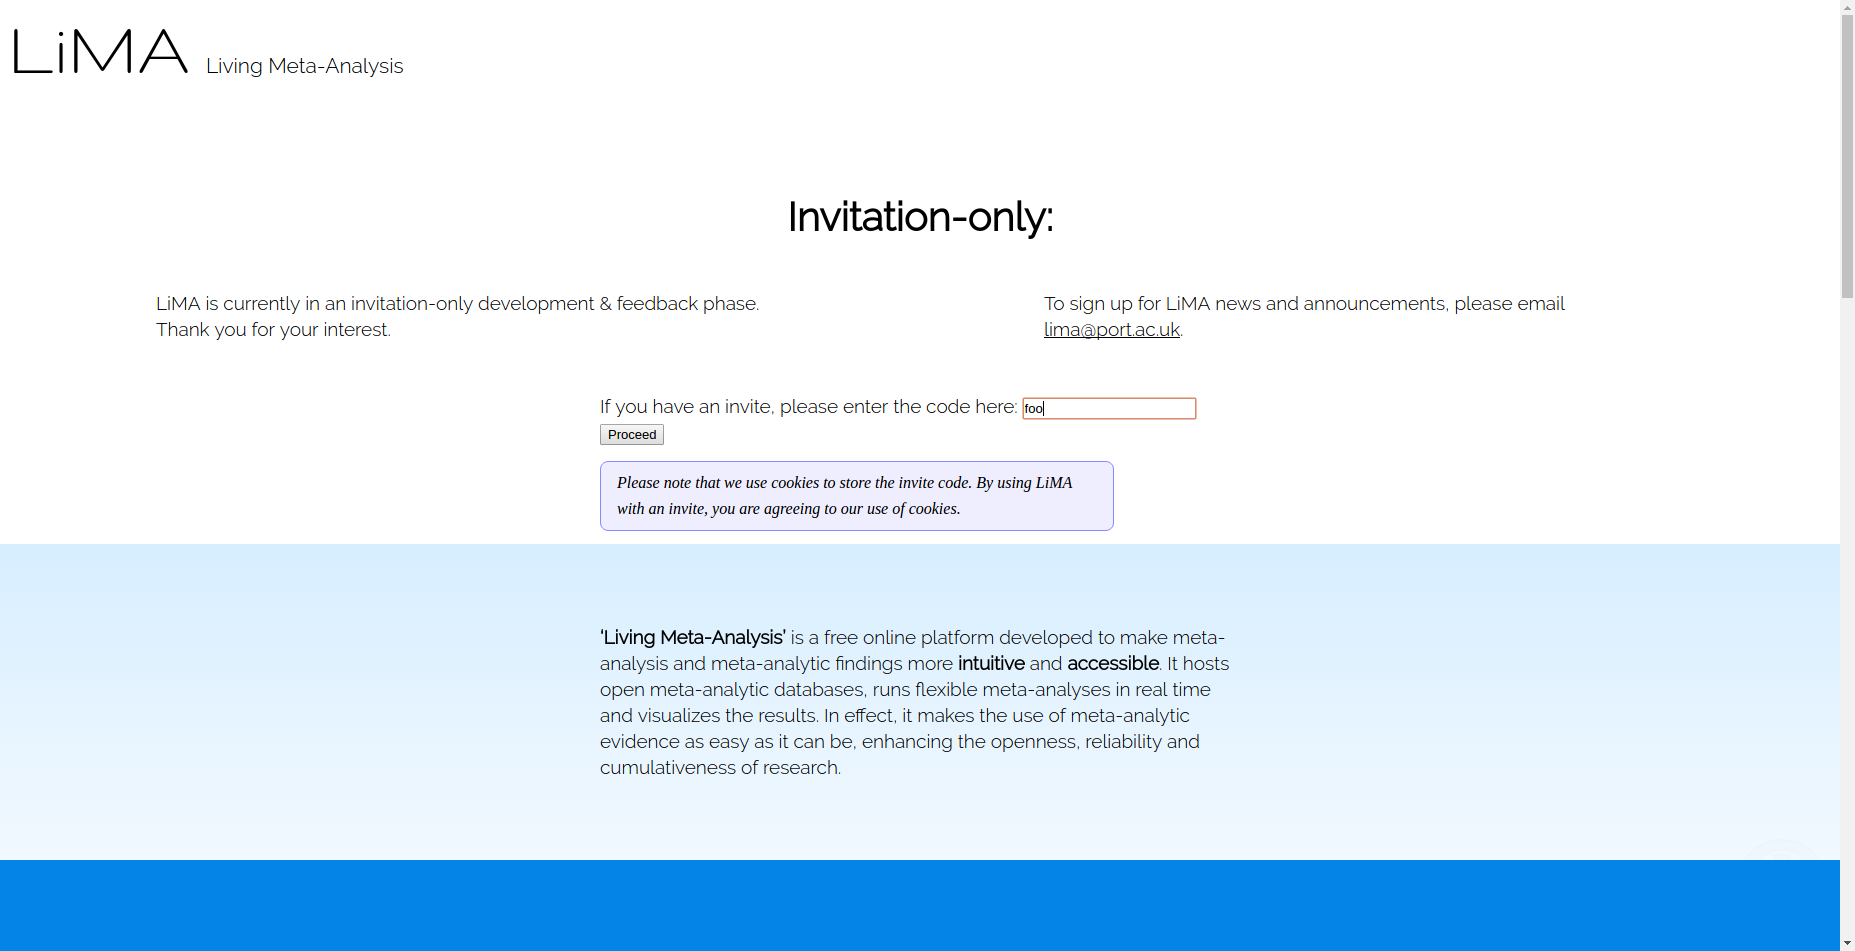 LiMA Living Meta-Analysis
Invitation-only:
LiMA is currently in an invitation-only development & feedback phase.
Thank you for your interest.
To sign up for LiMA news and announcements, please email
lima@port.ac.uk.
If you have an invite, please enter the code here: foo
Proceed
Please note that we use cookies to store the invite code. By using LiMA
with an invite, you are agreeing to our use of cookies.
‘Living Meta-Analysis’ is a free online platform developed to make meta-
analysis and meta-analytic findings more intuitive and accessible. It hosts
open meta-analytic databases, runs flexible meta-analyses in real time
and visualizes the results. In effect, it makes the use of meta-analytic
evidence as easy as it can be, enhancing the openness, reliability and
cumulativeness of research.